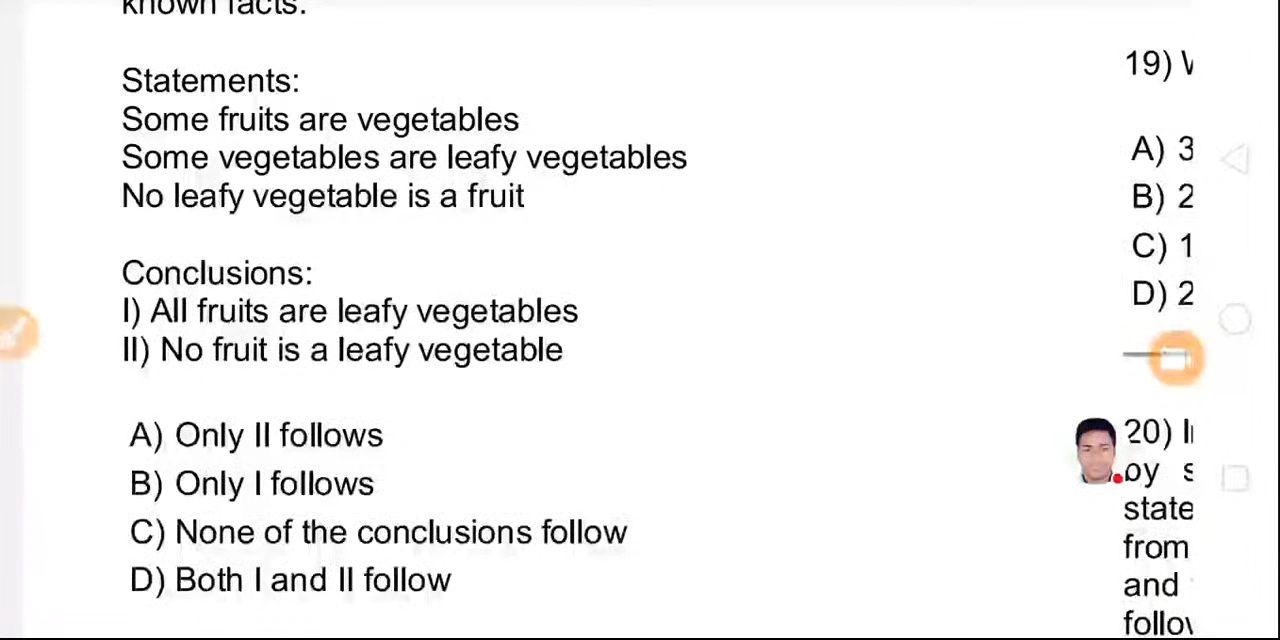 known facts.
Statements:
Some fruits are vegetables
Some vegetables are leafy vegetables
No leafy vegetable is a fruit
Conclusions:
I) All fruits are leafy vegetables
II) No fruit is a leafy vegetable
A) Only II follows
B) Only I follows
C) None of the conclusions follow
D) Both I and II follow
19)
A) 3
B) 2
C) 1
D) 2
20)
by s
state
from
and
follo